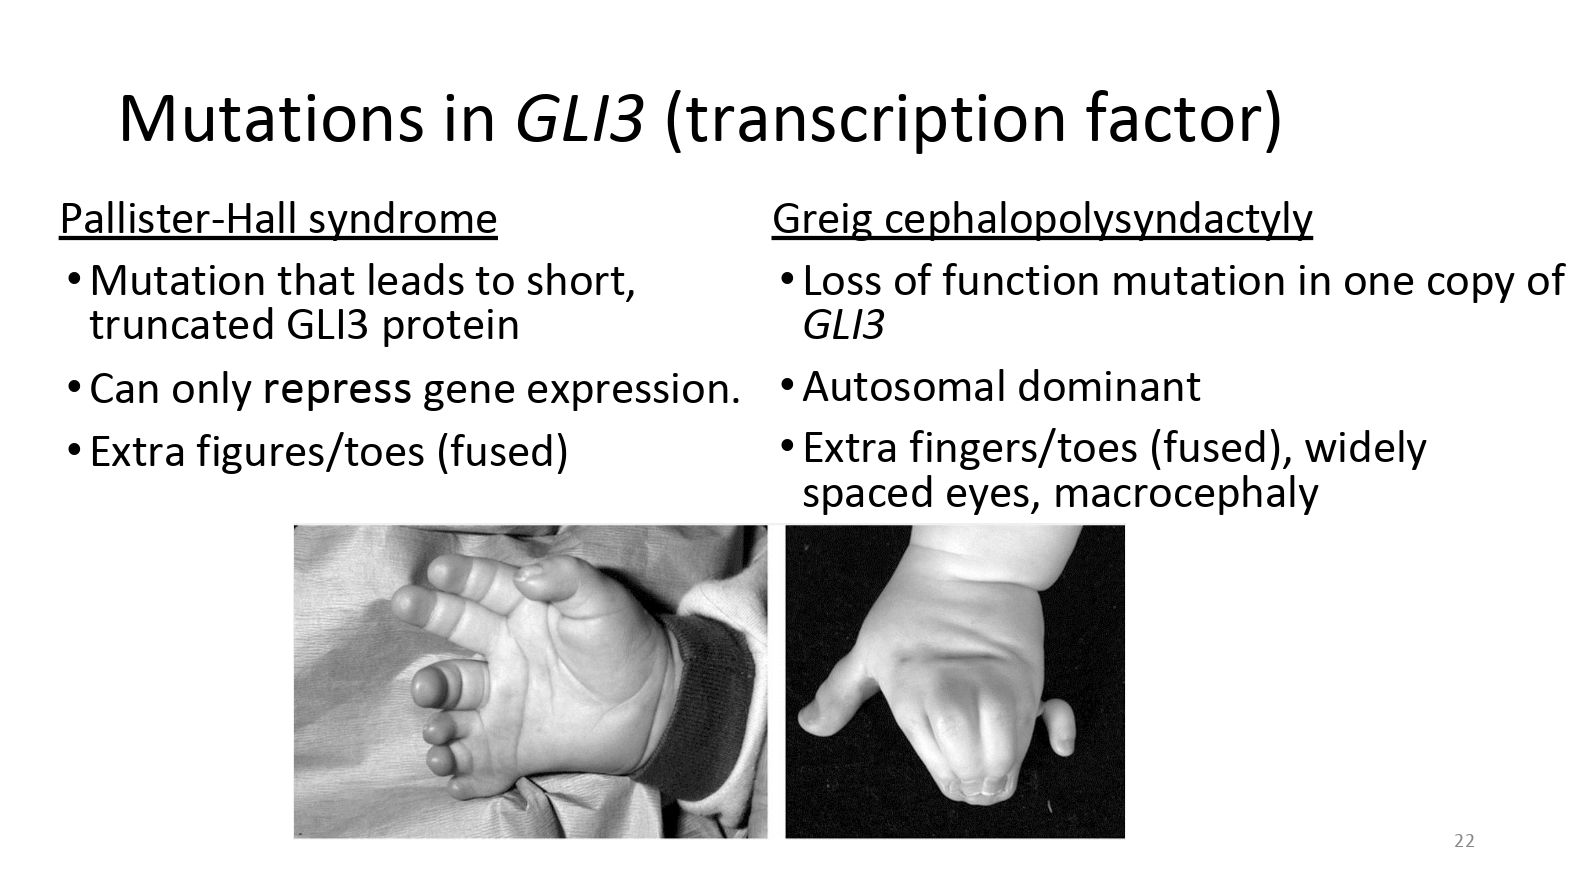 Mutations in GLI3 (transcription factor)
Pallister-Hall syndrome
•Mutation that leads to short,
truncated GLI3 protein
•Can only repress gene expression.
•Extra figures/toes (fused)
Greig cephalopolysyndactyly
•Loss of function mutation in one copy of
GLI3
•Autosomal dominant
•Extra fingers/toes (fused), widely
spaced eyes, macrocephaly
22